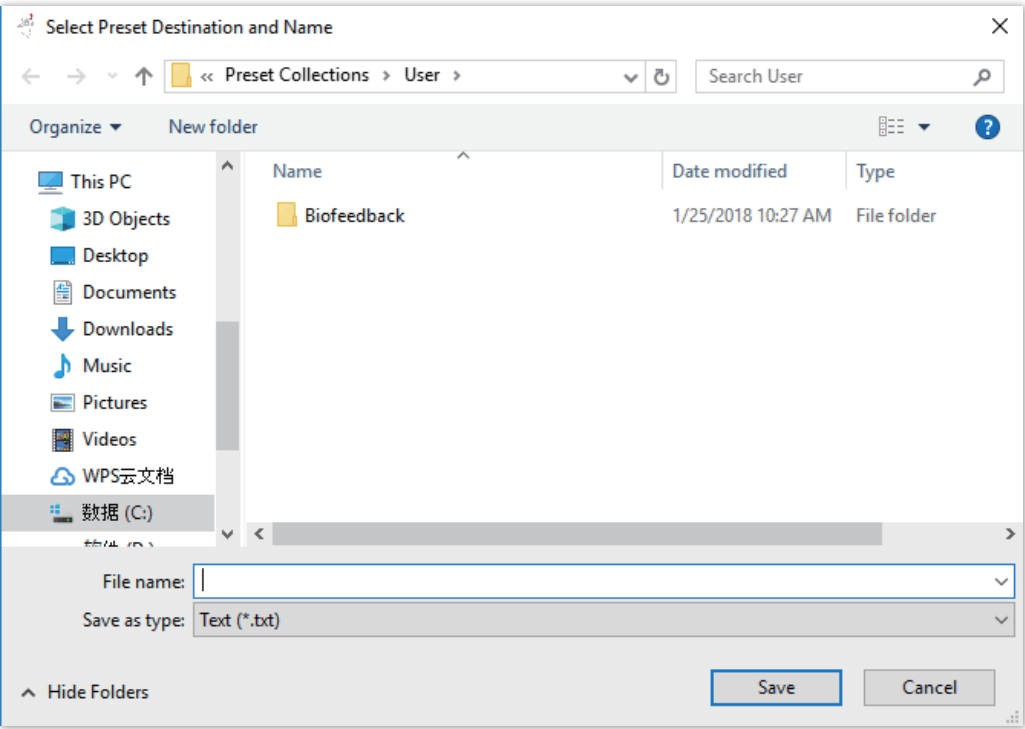 Select Preset Destination and Name
« Preset Collections › User ›
Search User
Organize
New folder
Name
Date modified
Type
This PC
3D Objects
Desktop
Documents
Downloads
Music
Pictures
Videos
WPS云文档
数据 (C:)
Biofeedback
1/25/2018 10:27 AM
File folder
File name:
Save as type:
Text (*.txt)
Hide Folders
Save
Cancel